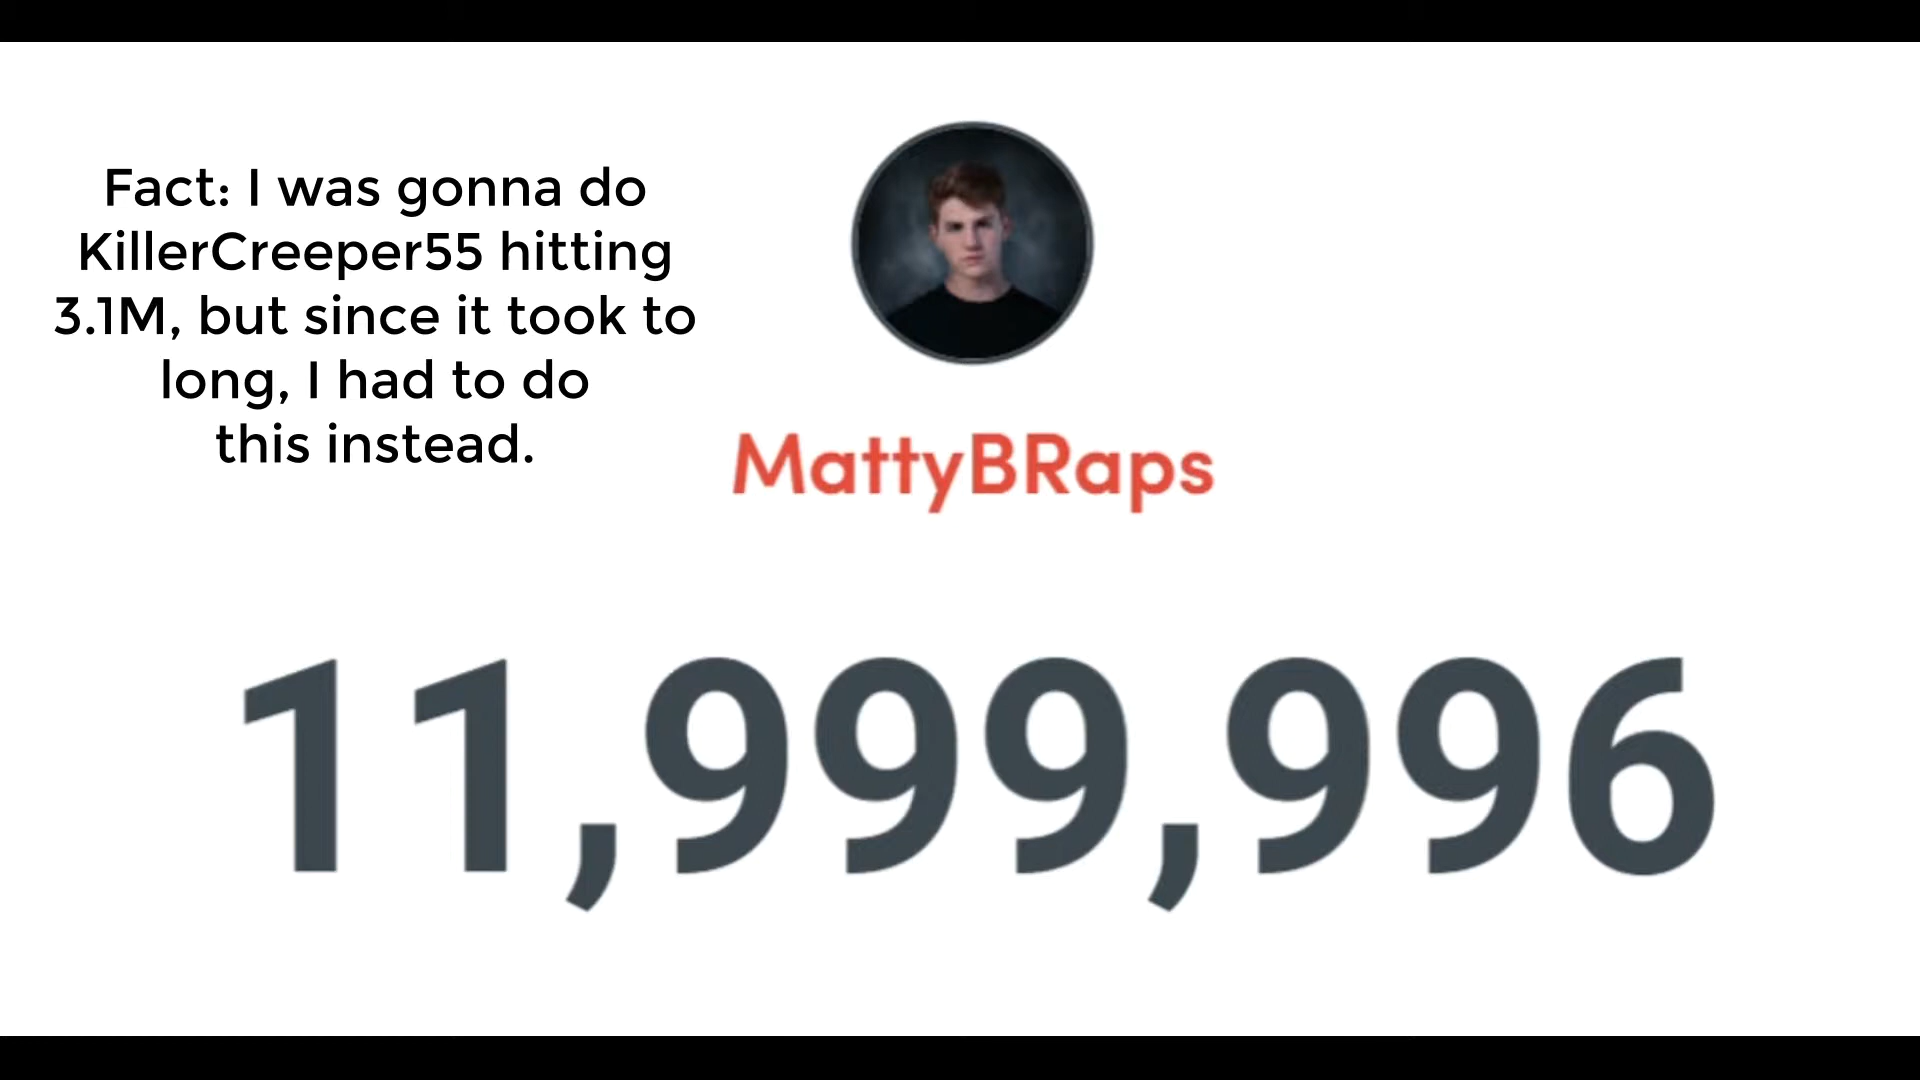 Fact: I was gonna do
KillerCreeper55 hitting
3.1M, but since it took to
long, I had to do
this instead.
MattyBRaps
11,999,996